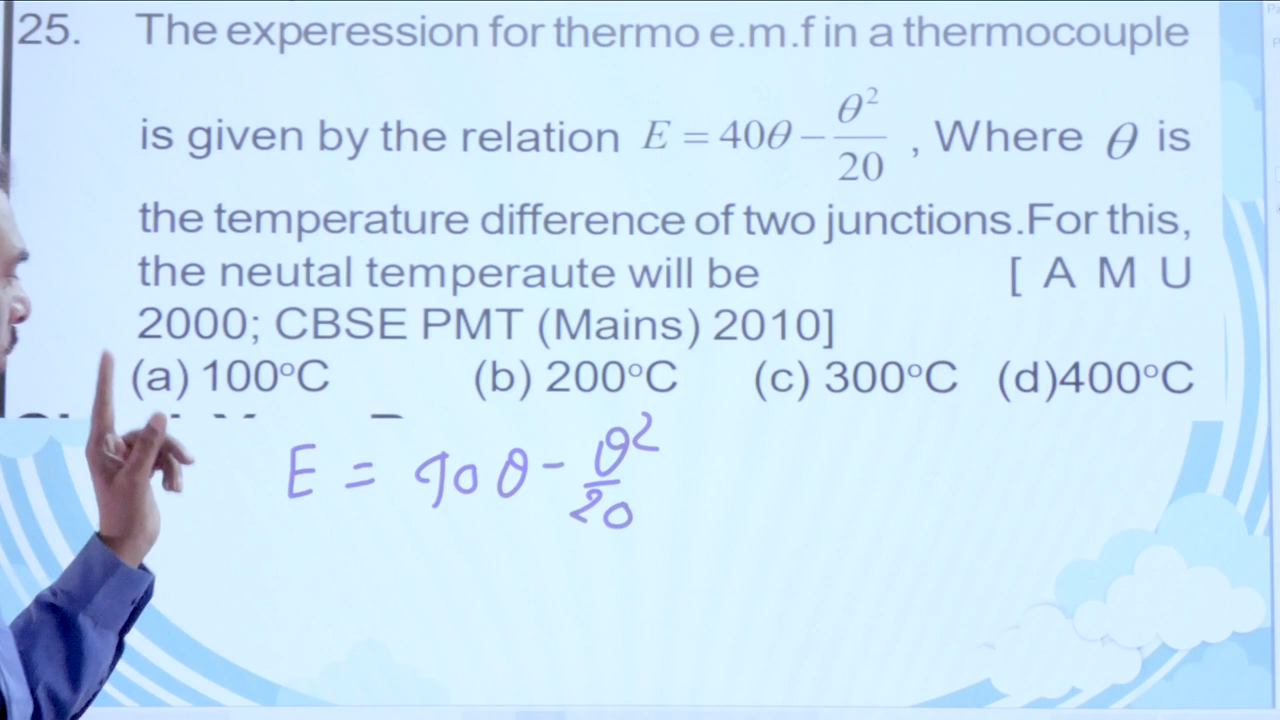 25. The experession for thermo e.m.f in a thermocouple
is given by the relation E = 40θ − θ²/20 , Where θ is
the temperature difference of two junctions.For this,
the neutal temperaute will be [ A M U
2000; CBSE PMT (Mains) 2010]
(a) 100°C (b) 200°C (c) 300°C (d)400°C
E = 40 θ − θ²/20